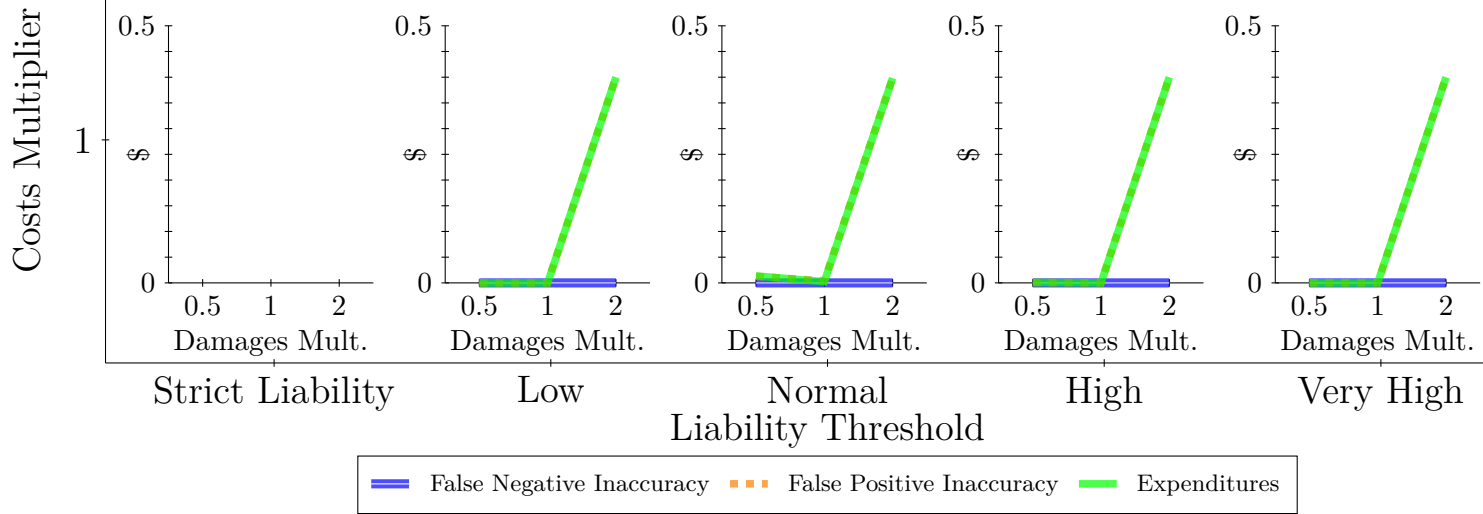 Costs Multiplier
1
0.5
$
0
0.5 1 2
Damages Mult.
0.5
$
0
0.5 1 2
Damages Mult.
0.5
$
0
0.5 1 2
Damages Mult.
0.5
$
0
0.5 1 2
Damages Mult.
0.5
$
0
0.5 1 2
Damages Mult.
Strict Liability Low Normal High Very High
Liability Threshold
False Negative Inaccuracy False Positive Inaccuracy Expenditures